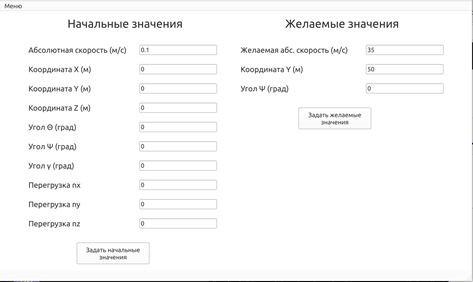 Меню
Начальные значения
Абсолютная скорость (м/с) 0.1
Координата X (м) 0
Координата Y (м) 0
Координата Z (м) 0
Угол Θ (град) 0
Угол Ψ (град) 0
Угол γ (град) 0
Перегрузка nx 0
Перегрузка ny 0
Перегрузка nz 0
Задать начальные
значения
Желаемые значения
Желаемая абс. скорость (м/с) 35
Координата Y (м) 50
Угол Ψ (град) 0
Задать желаемые
значения